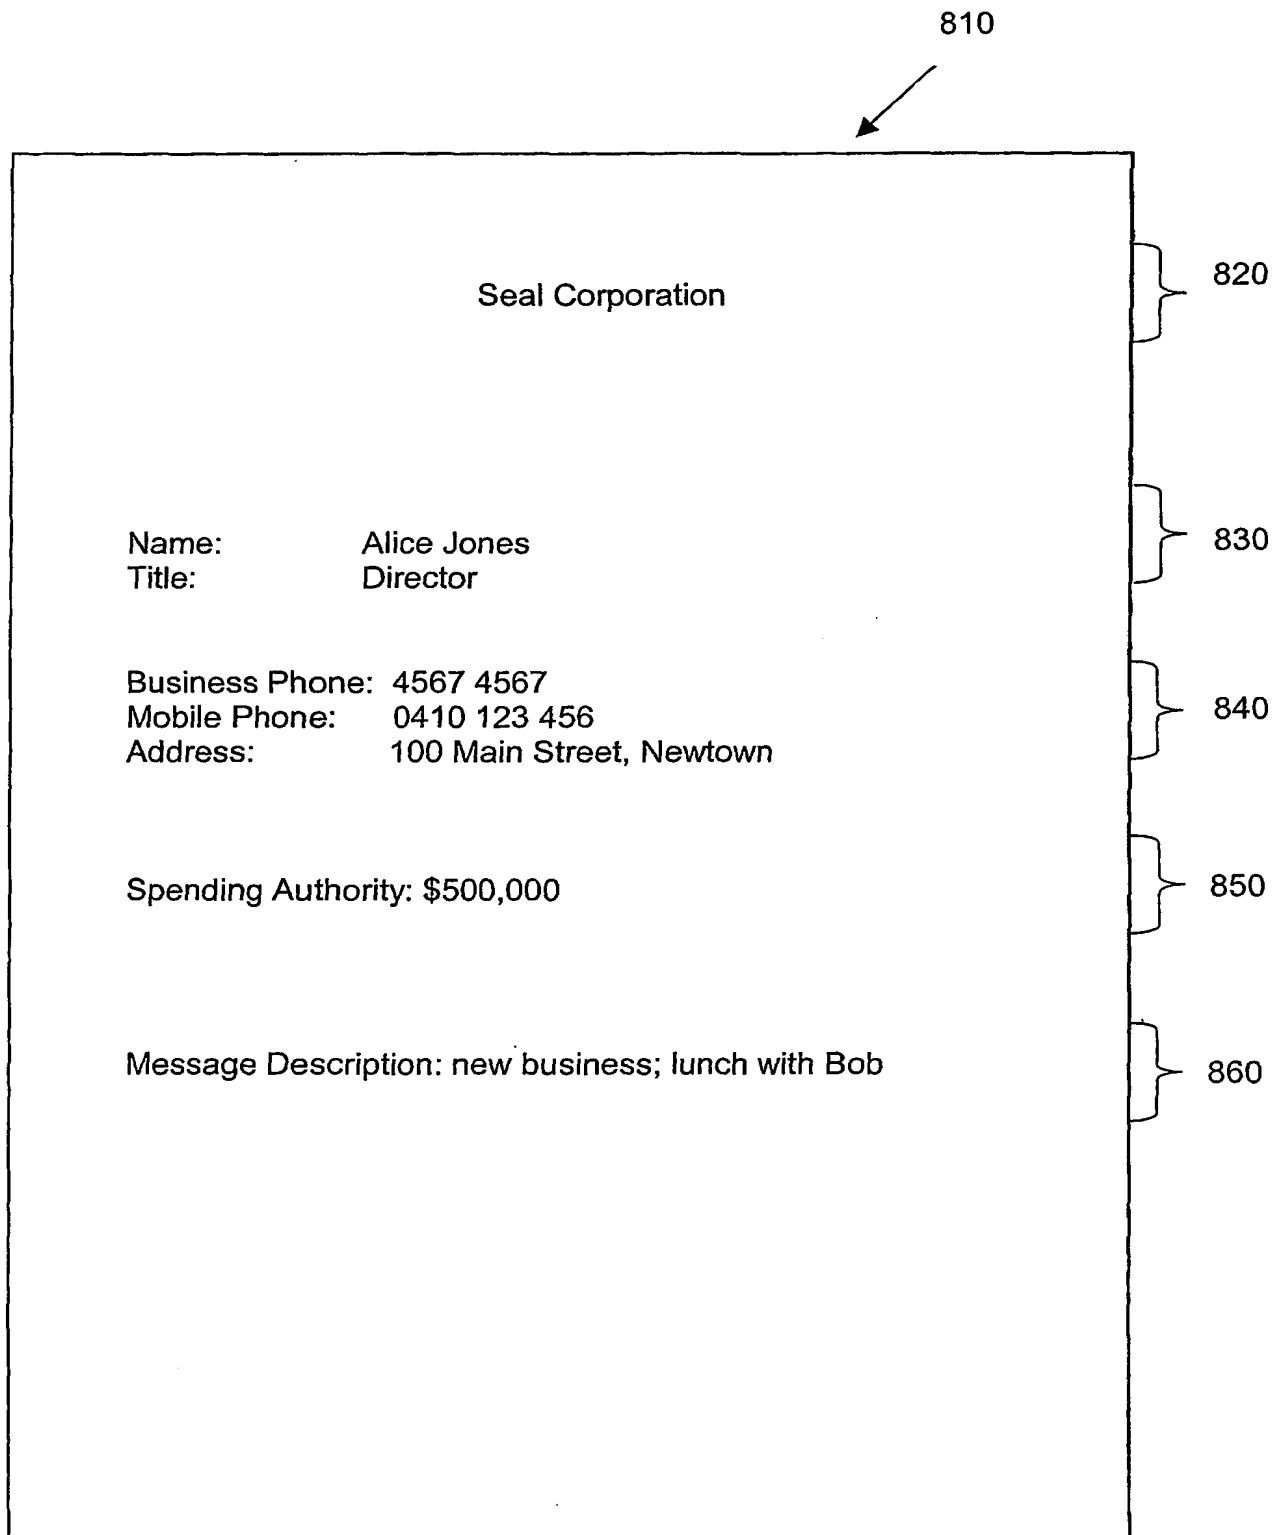 810
Seal Corporation
820
Name: Alice Jones
830
Title: Director
Business Phone: 4567 4567
Mobile Phone: 0410 123 456
840
Address: 100 Main Street, Newtown
Spending Authority: $500,000
850
Message Description: new business; lunch with Bob
860